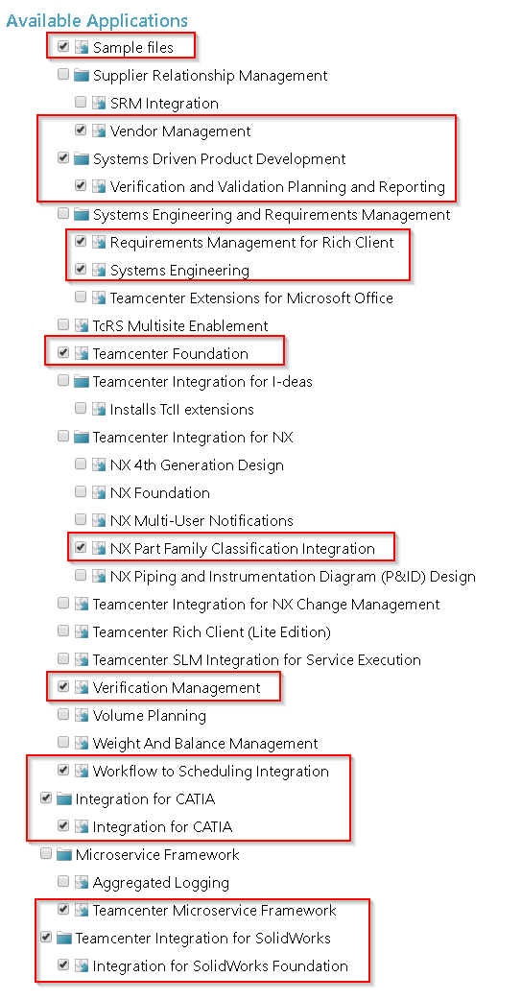 Available Applications
Sample files
Supplier Relationship Management
SRM Integration
Vendor Management
Systems Driven Product Development
Verification and Validation Planning and Reporting
Systems Engineering and Requirements Management
Requirements Management for Rich Client
Systems Engineering
Teamcenter Extensions for Microsoft Office
TcRS Multisite Enablement
Teamcenter Foundation
Teamcenter Integration for I-deas
Installs TcII extensions
Teamcenter Integration for NX
NX 4th Generation Design
NX Foundation
NX Multi-User Notifications
NX Part Family Classification Integration
NX Piping and Instrumentation Diagram (P&ID) Design
Teamcenter Integration for NX Change Management
Teamcenter Rich Client (Lite Edition)
Teamcenter SLM Integration for Service Execution
Verification Management
Volume Planning
Weight And Balance Management
Workflow to Scheduling Integration
Integration for CATIA
Integration for CATIA
Microservice Framework
Aggregated Logging
Teamcenter Microservice Framework
Teamcenter Integration for SolidWorks
Integration for SolidWorks Foundation